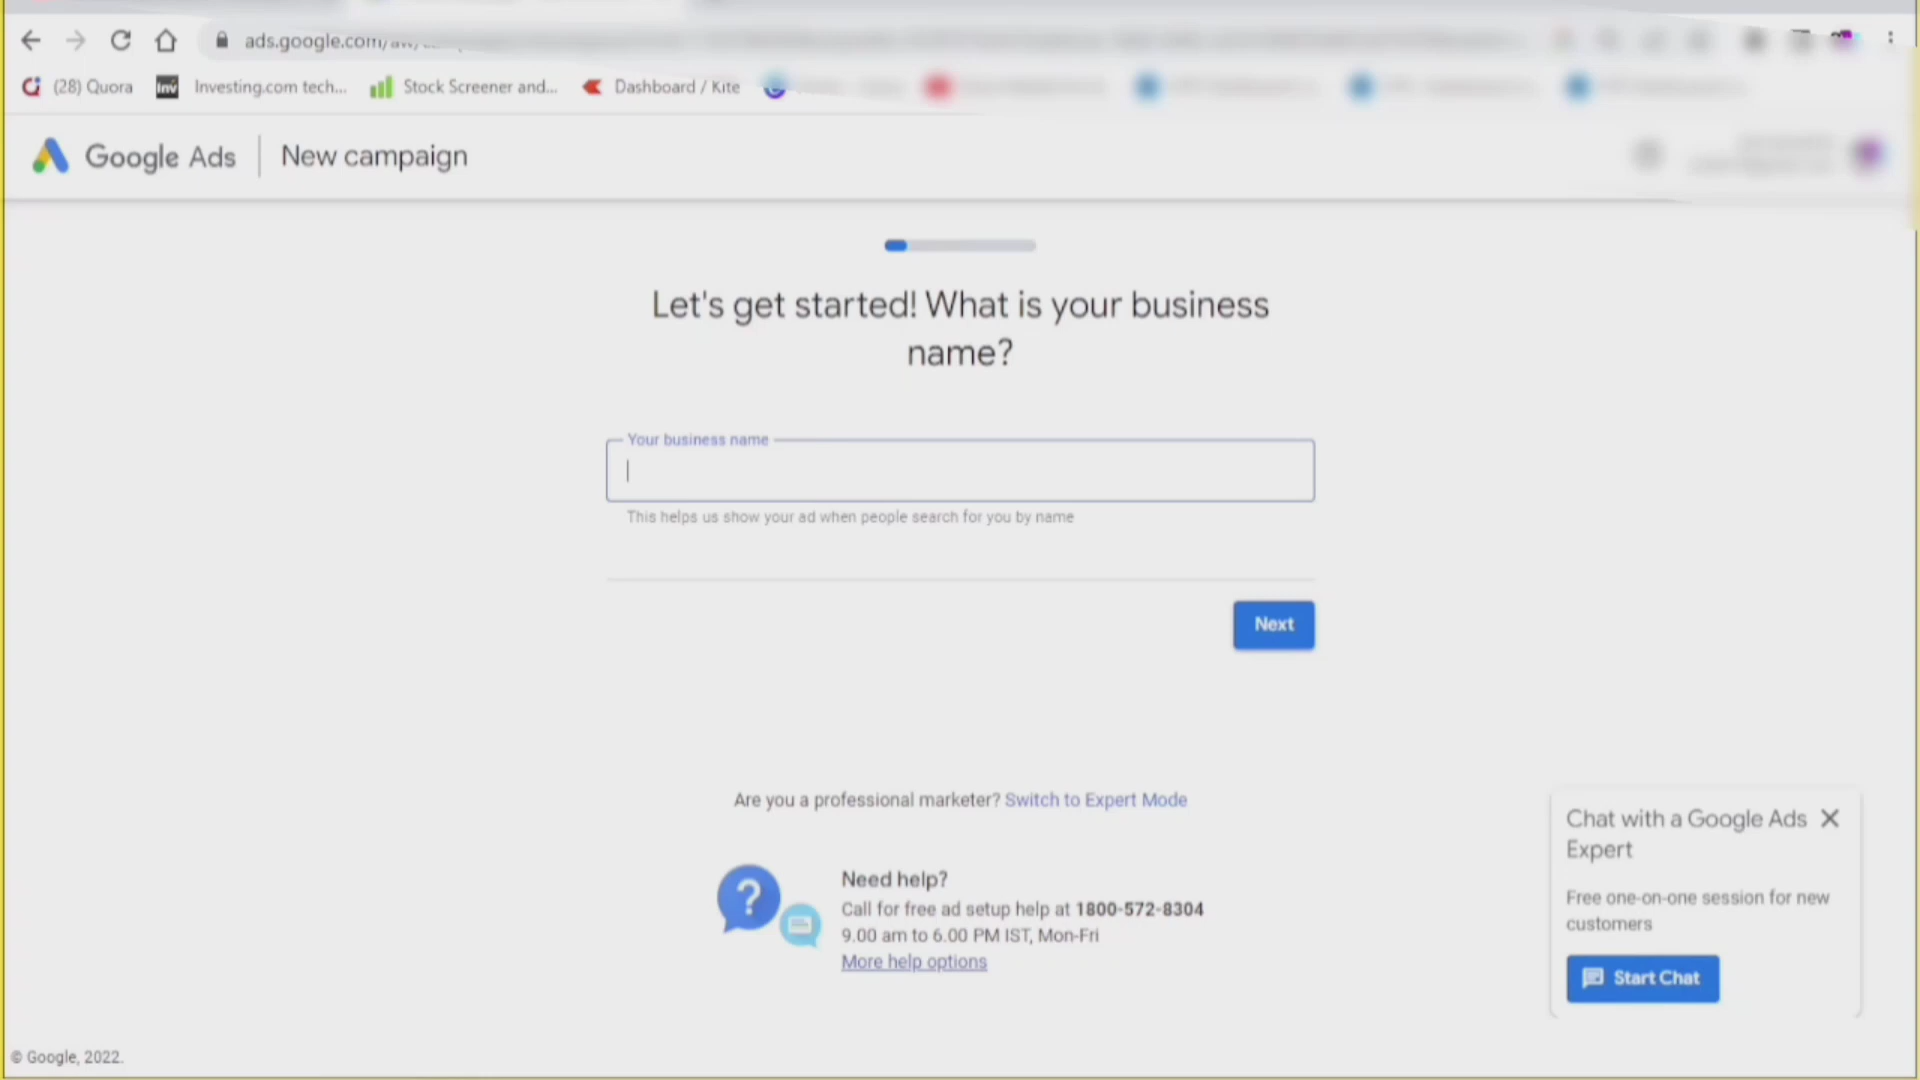 ads.google.com/aw/
(28) Quora
Investing.com tech...
Stock Screener and...
Dashboard / Kite
Google Ads
New campaign
Let's get started! What is your business
name?
Your business name
This helps us show your ad when people search for you by name
Next
Are you a professional marketer? Switch to Expert Mode
Need help?
Call for free ad setup help at 1800-572-8304
9.00 am to 6.00 PM IST, Mon-Fri
More help options
Chat with a Google Ads
Expert
Free one-on-one session for new
customers
Start Chat
© Google, 2022.